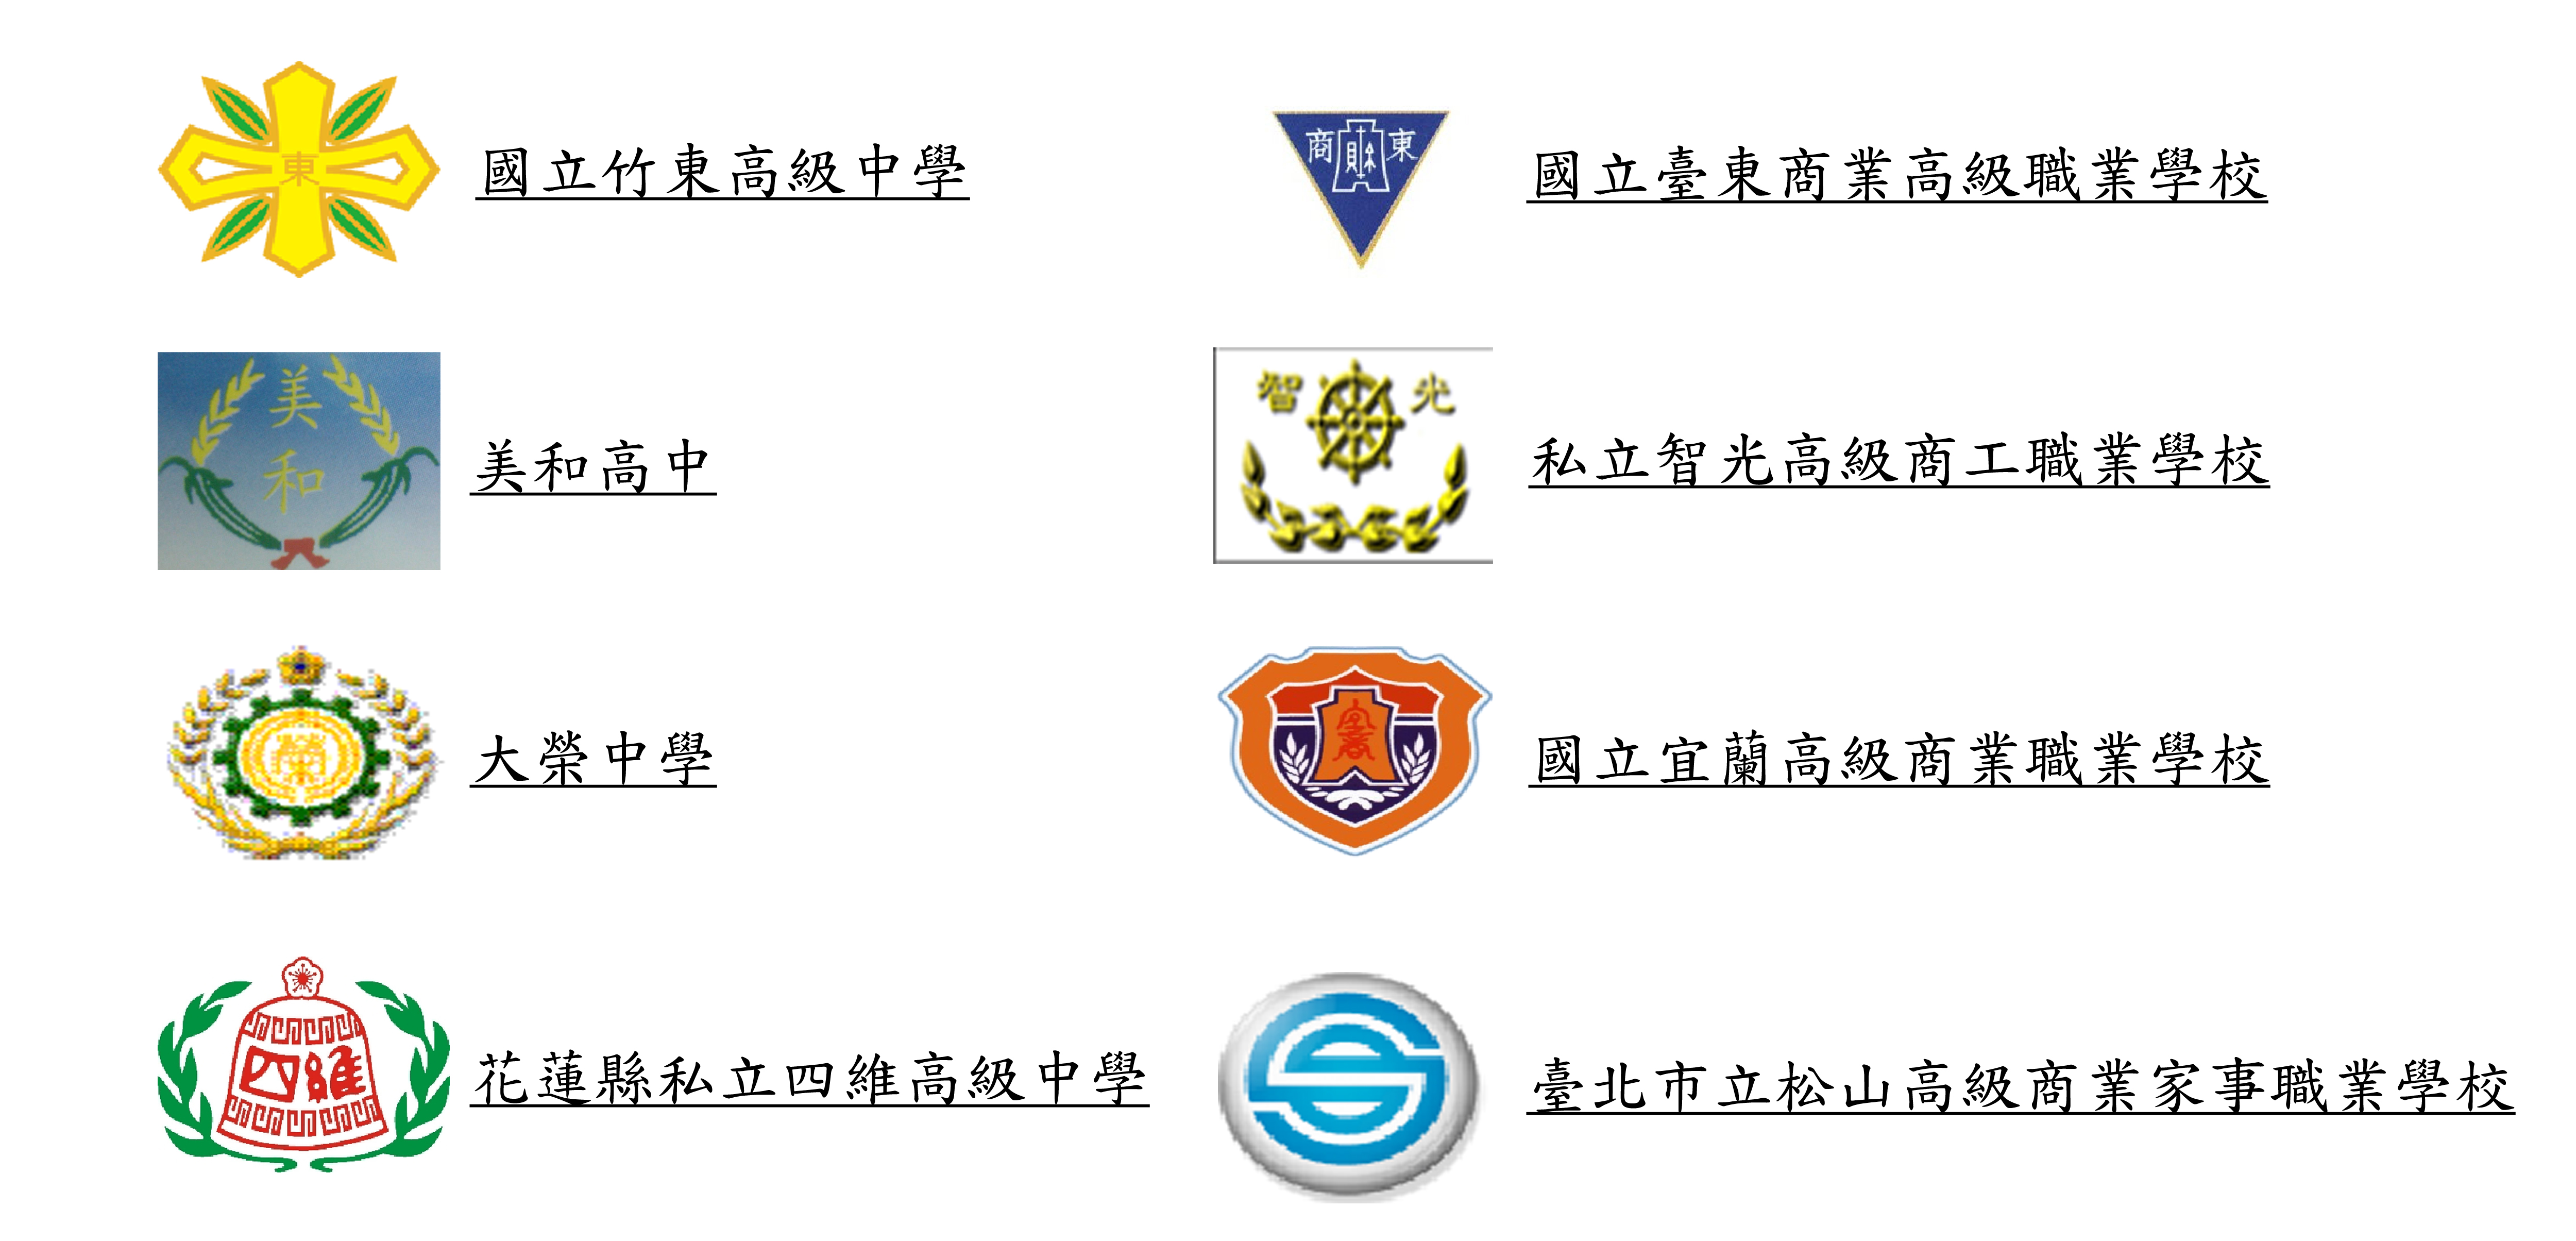 東
國立竹東高級中學
商 東
國立臺東商業高級職業學校
美和
美和高中
智 光
私立智光高級商工職業學校
大榮中學
國立宜蘭高級商業職業學校
四維
花蓮縣私立四維高級中學
臺北市立松山高級商業家事職業學校